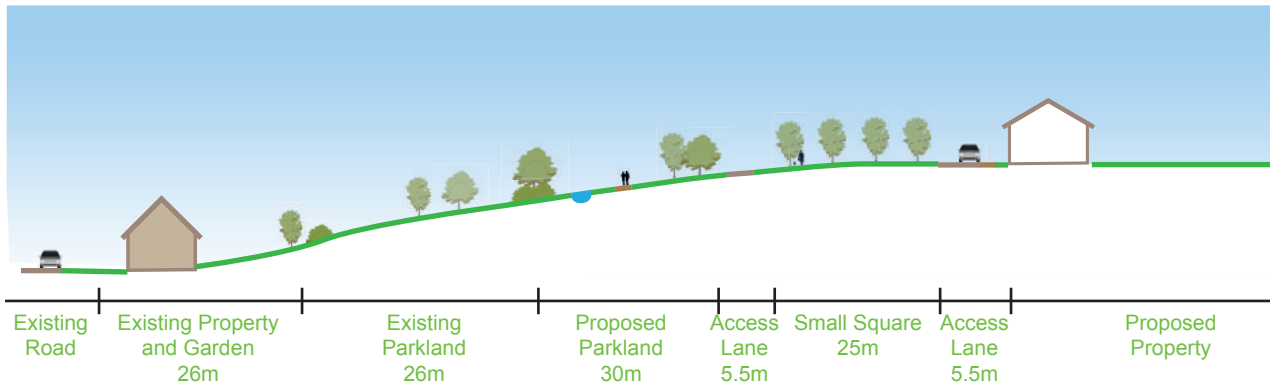 Existing
Road
Existing Property
and Garden
26m
Existing
Parkland
26m
Proposed
Parkland
30m
Access
Lane
5.5m
Small Square
25m
Access
Lane
5.5m
Proposed
Property